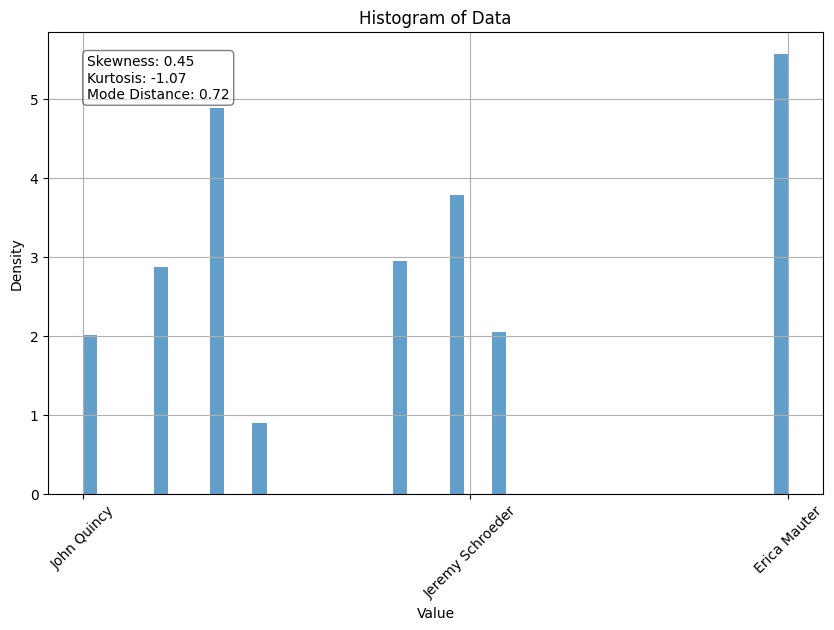 Histogram of Data
Skewness: 0.45
Kurtosis: -1.07
Mode Distance: 0.72
Density
5
4
3
2
1
0
John Quincy
Jeremy Schroeder
Erica Mauter
Value